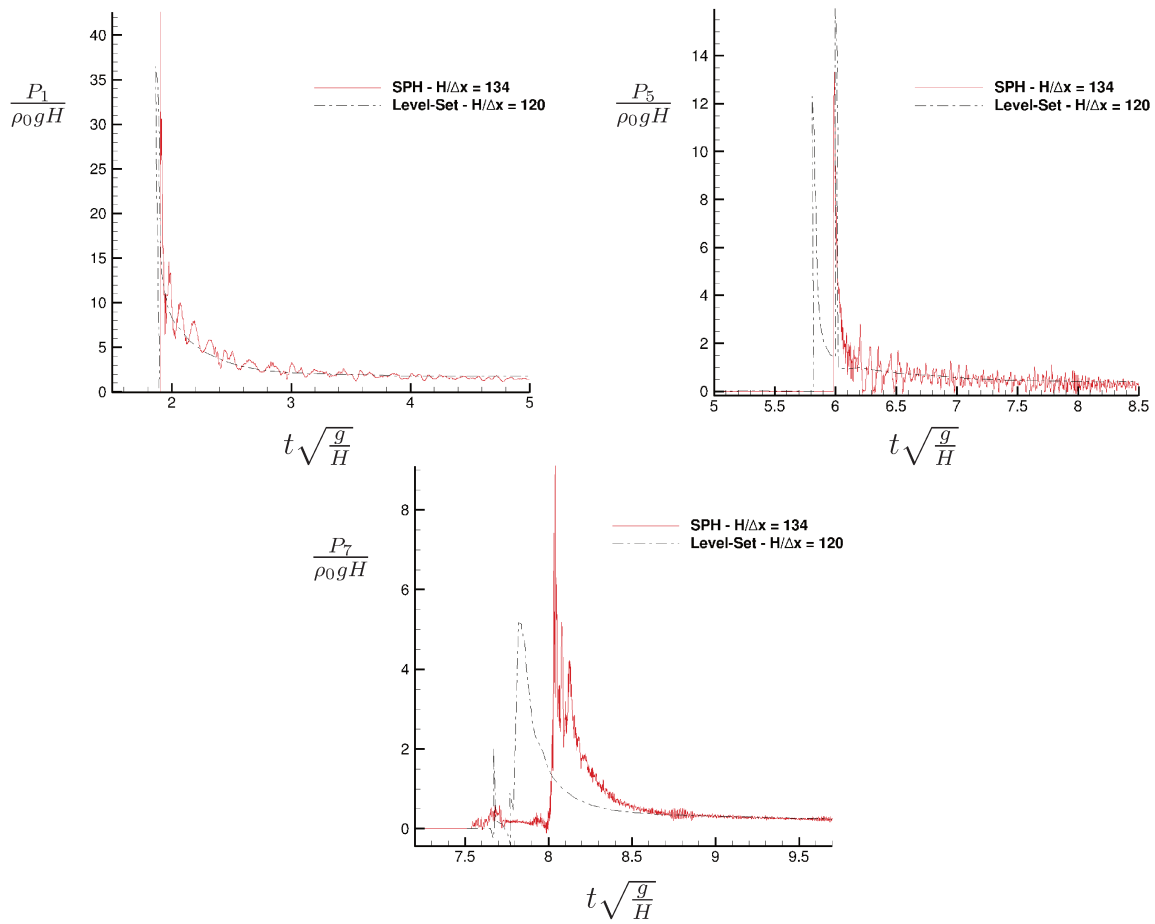 40
35
30
25
20
15
10
5
0
P₁/ρ₀gH
SPH - H/Δx = 134
Level-Set - H/Δx = 120
2 3 4 5
t√(g/H)
14
12
10
8
6
4
2
0
P₅/ρ₀gH
SPH - H/Δx = 134
Level-Set - H/Δx = 120
5 5.5 6 6.5 7 7.5 8 8.5
t√(g/H)
8
6
4
2
0
P₇/ρ₀gH
SPH - H/Δx = 134
Level-Set - H/Δx = 120
7.5 8 8.5 9 9.5
t√(g/H)